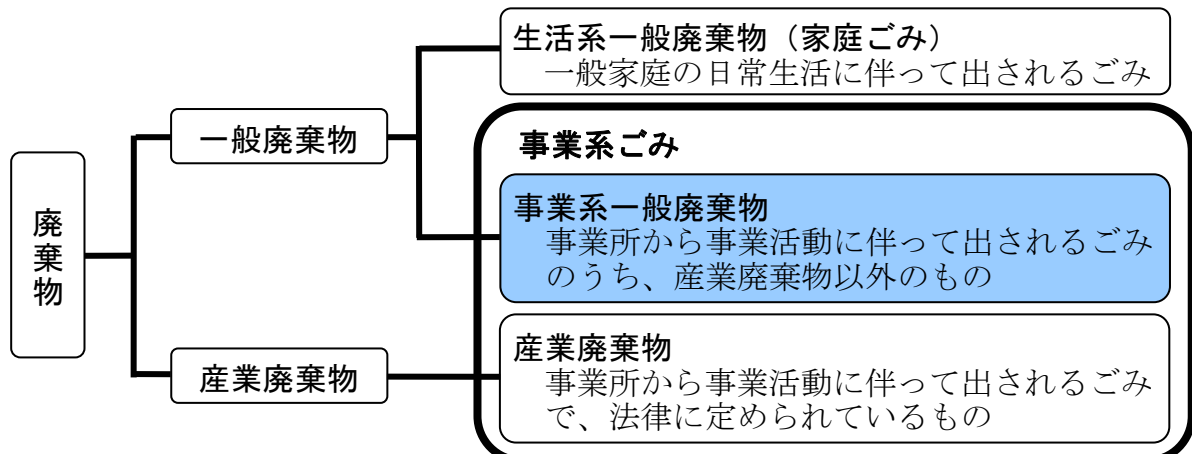 廃棄物
一般廃棄物
産業廃棄物
生活系一般廃棄物（家庭ごみ）
一般家庭の日常生活に伴って出されるごみ
事業系ごみ
事業系一般廃棄物
事業所から事業活動に伴って出されるごみ
のうち、産業廃棄物以外のもの
産業廃棄物
事業所から事業活動に伴って出されるごみ
で、法律に定められているもの